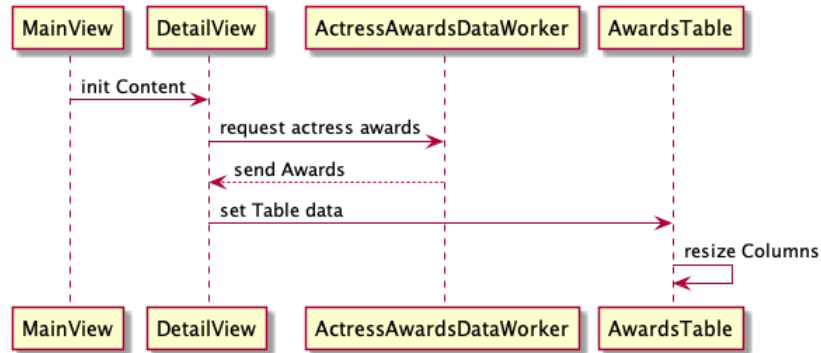 MainView DetailView ActressAwardsDataWorker AwardsTable
init Content
request actress awards
send Awards
set Table data
resize Columns
MainView DetailView ActressAwardsDataWorker AwardsTable